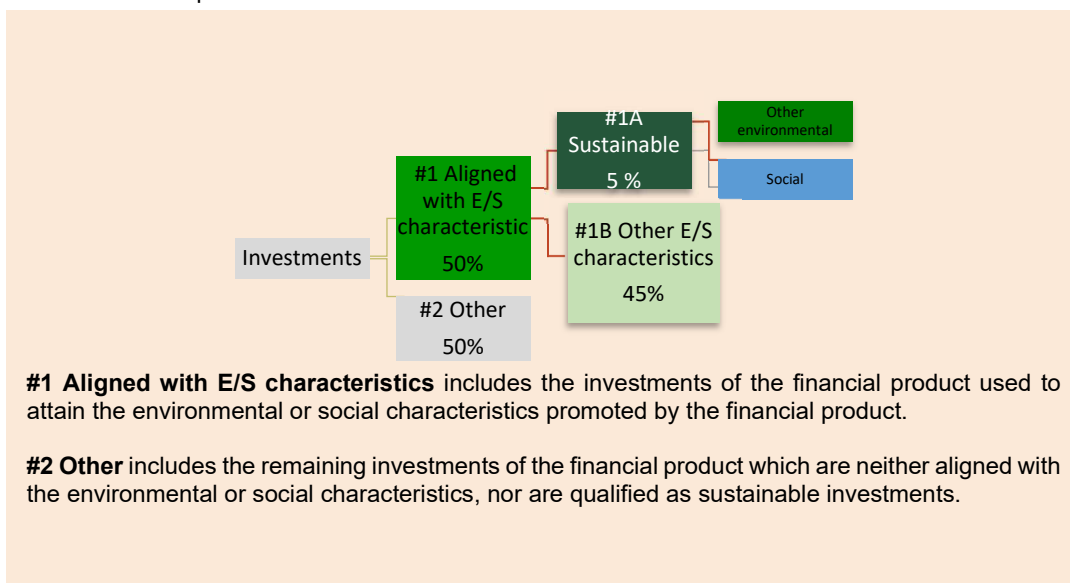 #1A
Sustainable
5 %
Other
environmental
Social
#1 Aligned
with E/S
characteristic
50%
#1B Other E/S
characteristics
45%
Investments
#2 Other
50%
#1 Aligned with E/S characteristics includes the investments of the financial product used to
attain the environmental or social characteristics promoted by the financial product.
#2 Other includes the remaining investments of the financial product which are neither aligned with
the environmental or social characteristics, nor are qualified as sustainable investments.